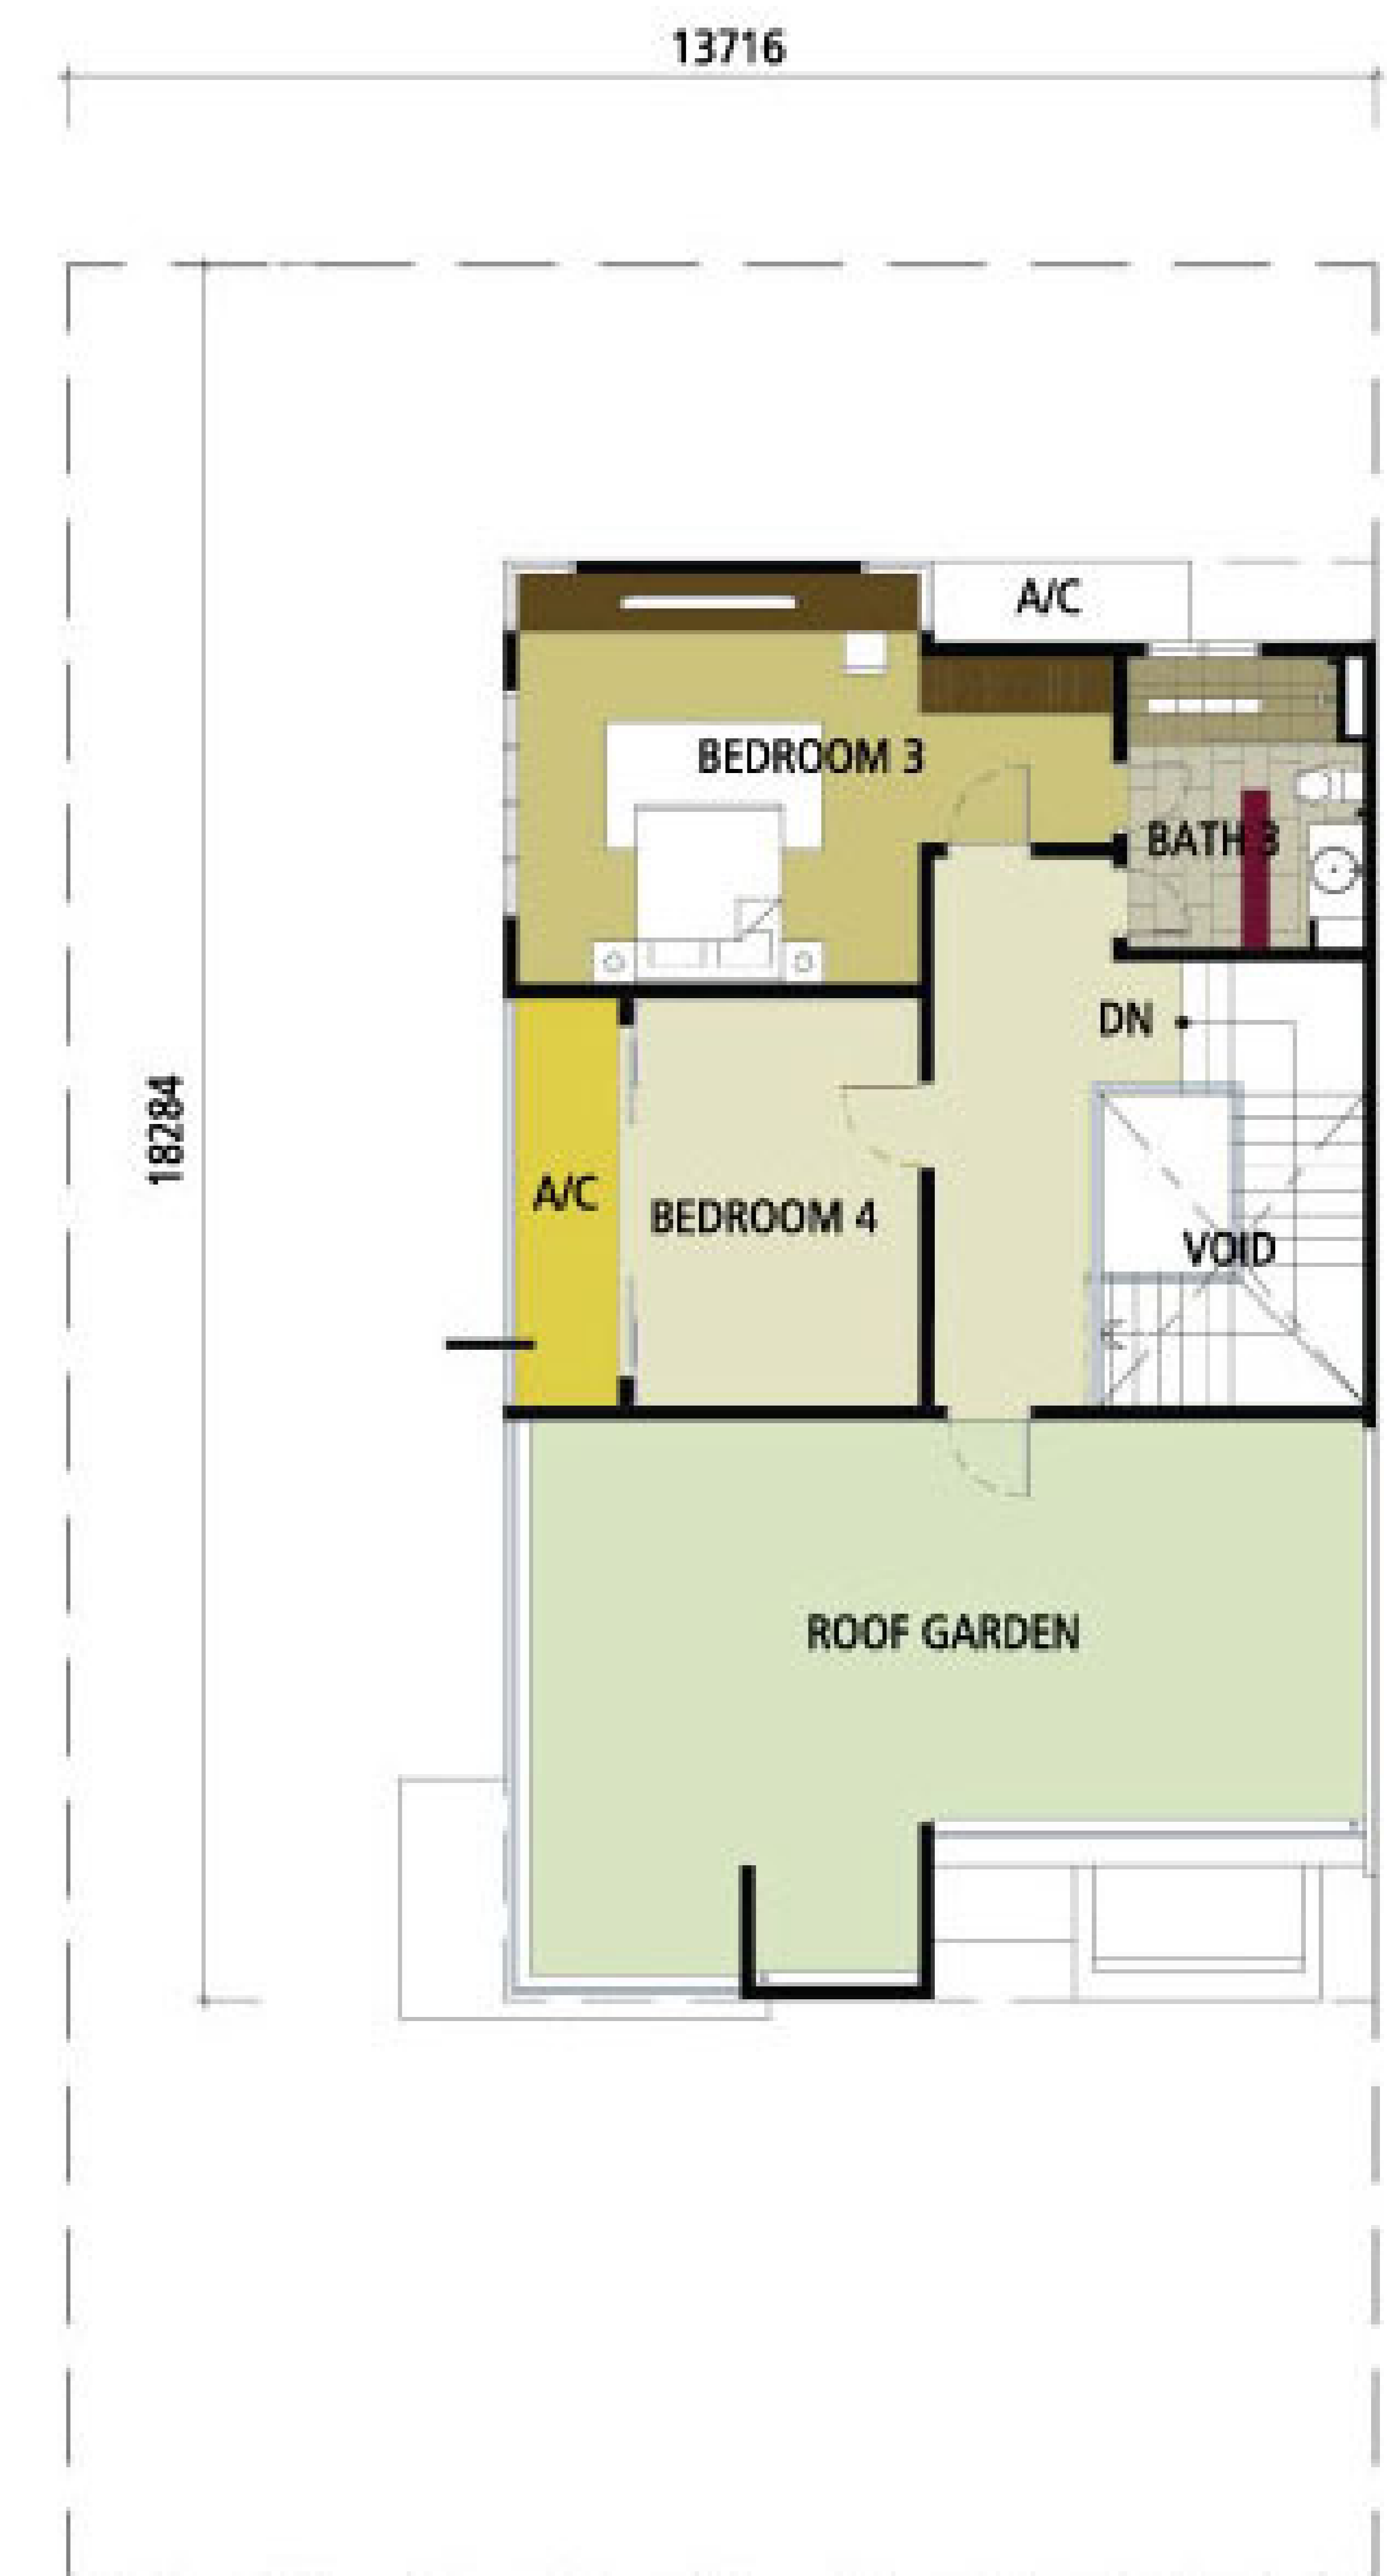 13716
A/C
BEDROOM 3
BATH 3
DN
18284
A/C
BEDROOM 4
VOID
ROOF GARDEN